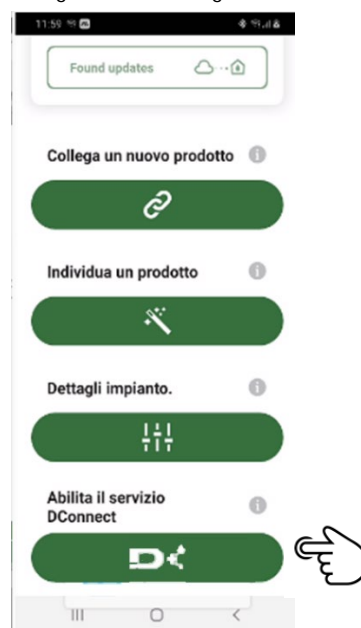 11:59
Found updates
Collega un nuovo prodotto
Individua un prodotto
Dettagli impianto.
Abilita il servizio
DConnect